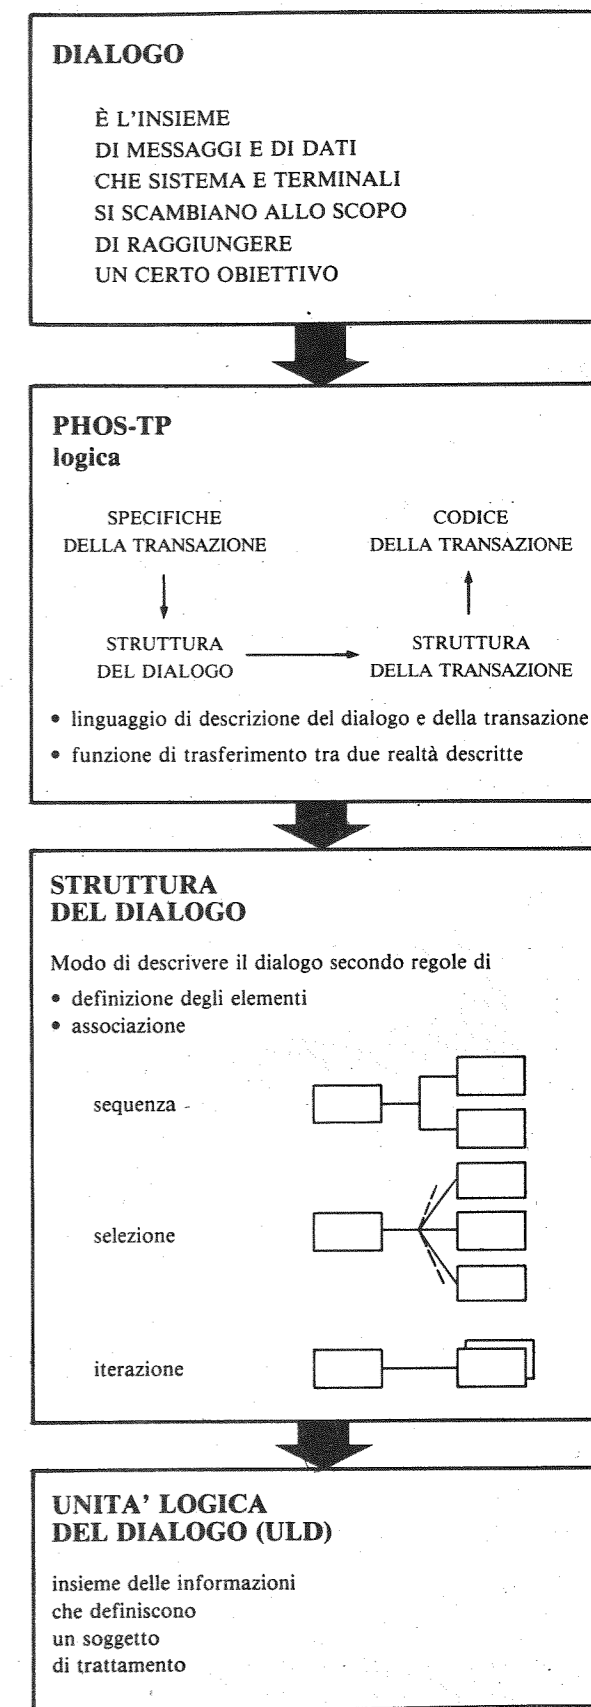 DIALOGO
È L'INSIEME
DI MESSAGGI E DI DATI
CHE SISTEMA E TERMINALI
SI SCAMBIANO ALLO SCOPO
DI RAGGIUNGERE
UN CERTO OBIETTIVO
PHOS-TP
logica
SPECIFICHE
DELLA TRANSAZIONE
CODICE
DELLA TRANSAZIONE
STRUTTURA
DEL DIALOGO
STRUTTURA
DELLA TRANSAZIONE
• linguaggio di descrizione del dialogo e della transazione
• funzione di trasferimento tra due realtà descritte
STRUTTURA
DEL DIALOGO
Modo di descrivere il dialogo secondo regole di
• definizione degli elementi
• associazione
sequenza
selezione
iterazione
UNITA' LOGICA
DEL DIALOGO (ULD)
insieme delle informazioni
che definiscono
un soggetto
di trattamento